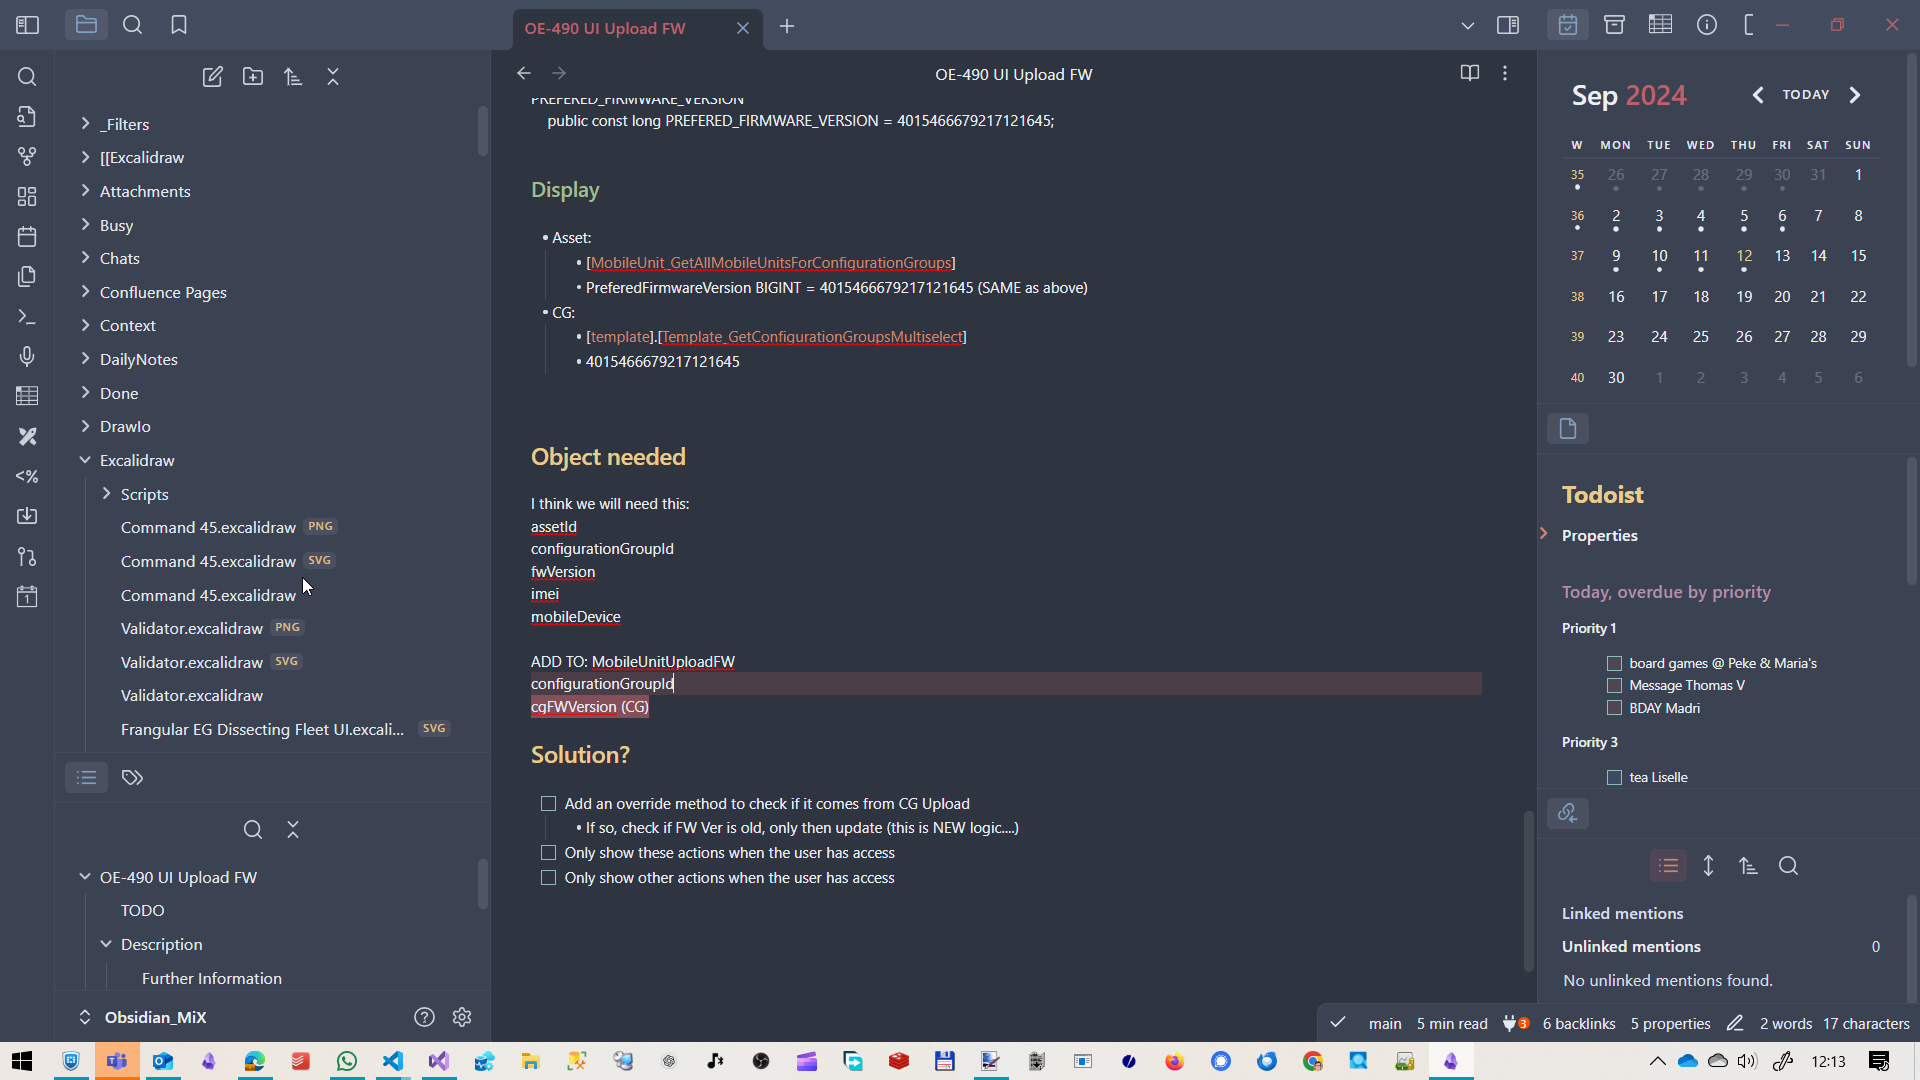 OE-490 UI Upload FW
_Filters
[[Excalidraw
Attachments
Busy
Chats
Confluence Pages
Context
DailyNotes
Done
DrawIo
Excalidraw
Scripts
Command 45.excalidraw PNG
Command 45.excalidraw SVG
Command 45.excalidraw
Validator.excalidraw PNG
Validator.excalidraw SVG
Validator.excalidraw
Frangular EG Dissecting Fleet UI.excali... SVG
OE-490 UI Upload FW
TODO
Description
Further Information
Obsidian_MiX
OE-490 UI Upload FW
PREFERED_FIRMWARE_VERSION
public const long PREFERED_FIRMWARE_VERSION = 4015466679217121645;
Display
• Asset:
• [MobileUnit_GetAllMobileUnitsForConfigurationGroups]
• PreferedFirmwareVersion BIGINT = 4015466679217121645 (SAME as above)
• CG:
• [template].[Template_GetConfigurationGroupsMultiselect]
• 4015466679217121645
Object needed
I think we will need this:
assetId
configurationGroupId
fwVersion
imei
mobileDevice
ADD TO: MobileUnitUploadFW
configurationGroupId
cgFWVersion (CG)
Solution?
Add an override method to check if it comes from CG Upload
• If so, check if FW Ver is old, only then update (this is NEW logic....)
Only show these actions when the user has access
Only show other actions when the user has access
Sep 2024 TODAY
W MON TUE WED THU FRI SAT SUN
35 26 27 28 29 30 31 1
36 2 3 4 5 6 7 8
37 9 10 11 12 13 14 15
38 16 17 18 19 20 21 22
39 23 24 25 26 27 28 29
40 30 1 2 3 4 5 6
Todoist
Properties
Today, overdue by priority
Priority 1
board games @ Peke & Maria's
Message Thomas V
BDAY Madri
Priority 3
tea Liselle
Linked mentions
Unlinked mentions 0
No unlinked mentions found.
main 5 min read 3 6 backlinks 5 properties 2 words 17 characters
12:13